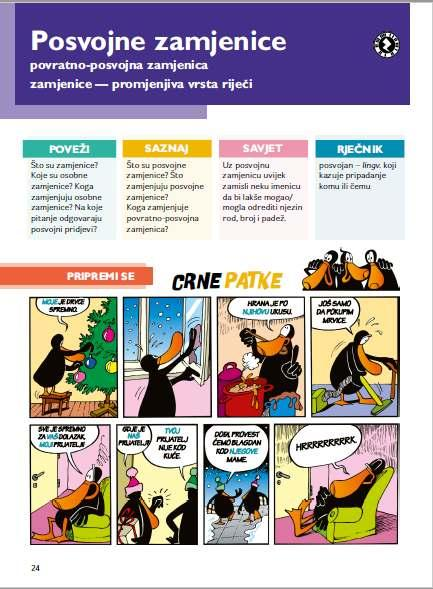 Posvojne zamjenice
povratno-posvojna zamjenica
zamjenice — promjenjiva vrsta riječi
POVEŽI
Što su zamjenice?
Koje su osobne
zamjenice? Koga
zamjenjuju osobne
zamjenice? Na koje
pitanje odgovaraju
posvojni pridjevi?
SAZNAJ
Što su posvojne
zamjenice? Što
zamjenjuju posvojne
zamjenice?
Koga zamjenjuje
povratno-posvojna
zamjenica?
SAVJET
Uz posvojnu
zamjenicu uvijek
zamisli neku imenicu
da bi lakše mogao/
mogla odrediti njezin
rod, broj i padež.
RJEČNIK
posvojan – lingv. koji
kazuje pripadanje
komu ili čemu
PRIPREMI SE
CRNE PATKE
MOJE JE DRVCE
SPREMNO.
HRANA JE PO
NJIHOVU UKUSU.
JOŠ SAMO
DA POKUPIM
MRVICE.
SVE JE SPREMNO
ZA VAŠ DOLAZAK,
MOJI PRIJATELJI!
GDJE JE
NAŠ
PRIJATELJ?
TVOJ
PRIJATELJ
NIJE KOD
KUĆE.
DOĐI, PROVEST
ĆEMO BLAGDAN
KOD NJEGOVE
MAME.
HRRRRRRRRRK.
24